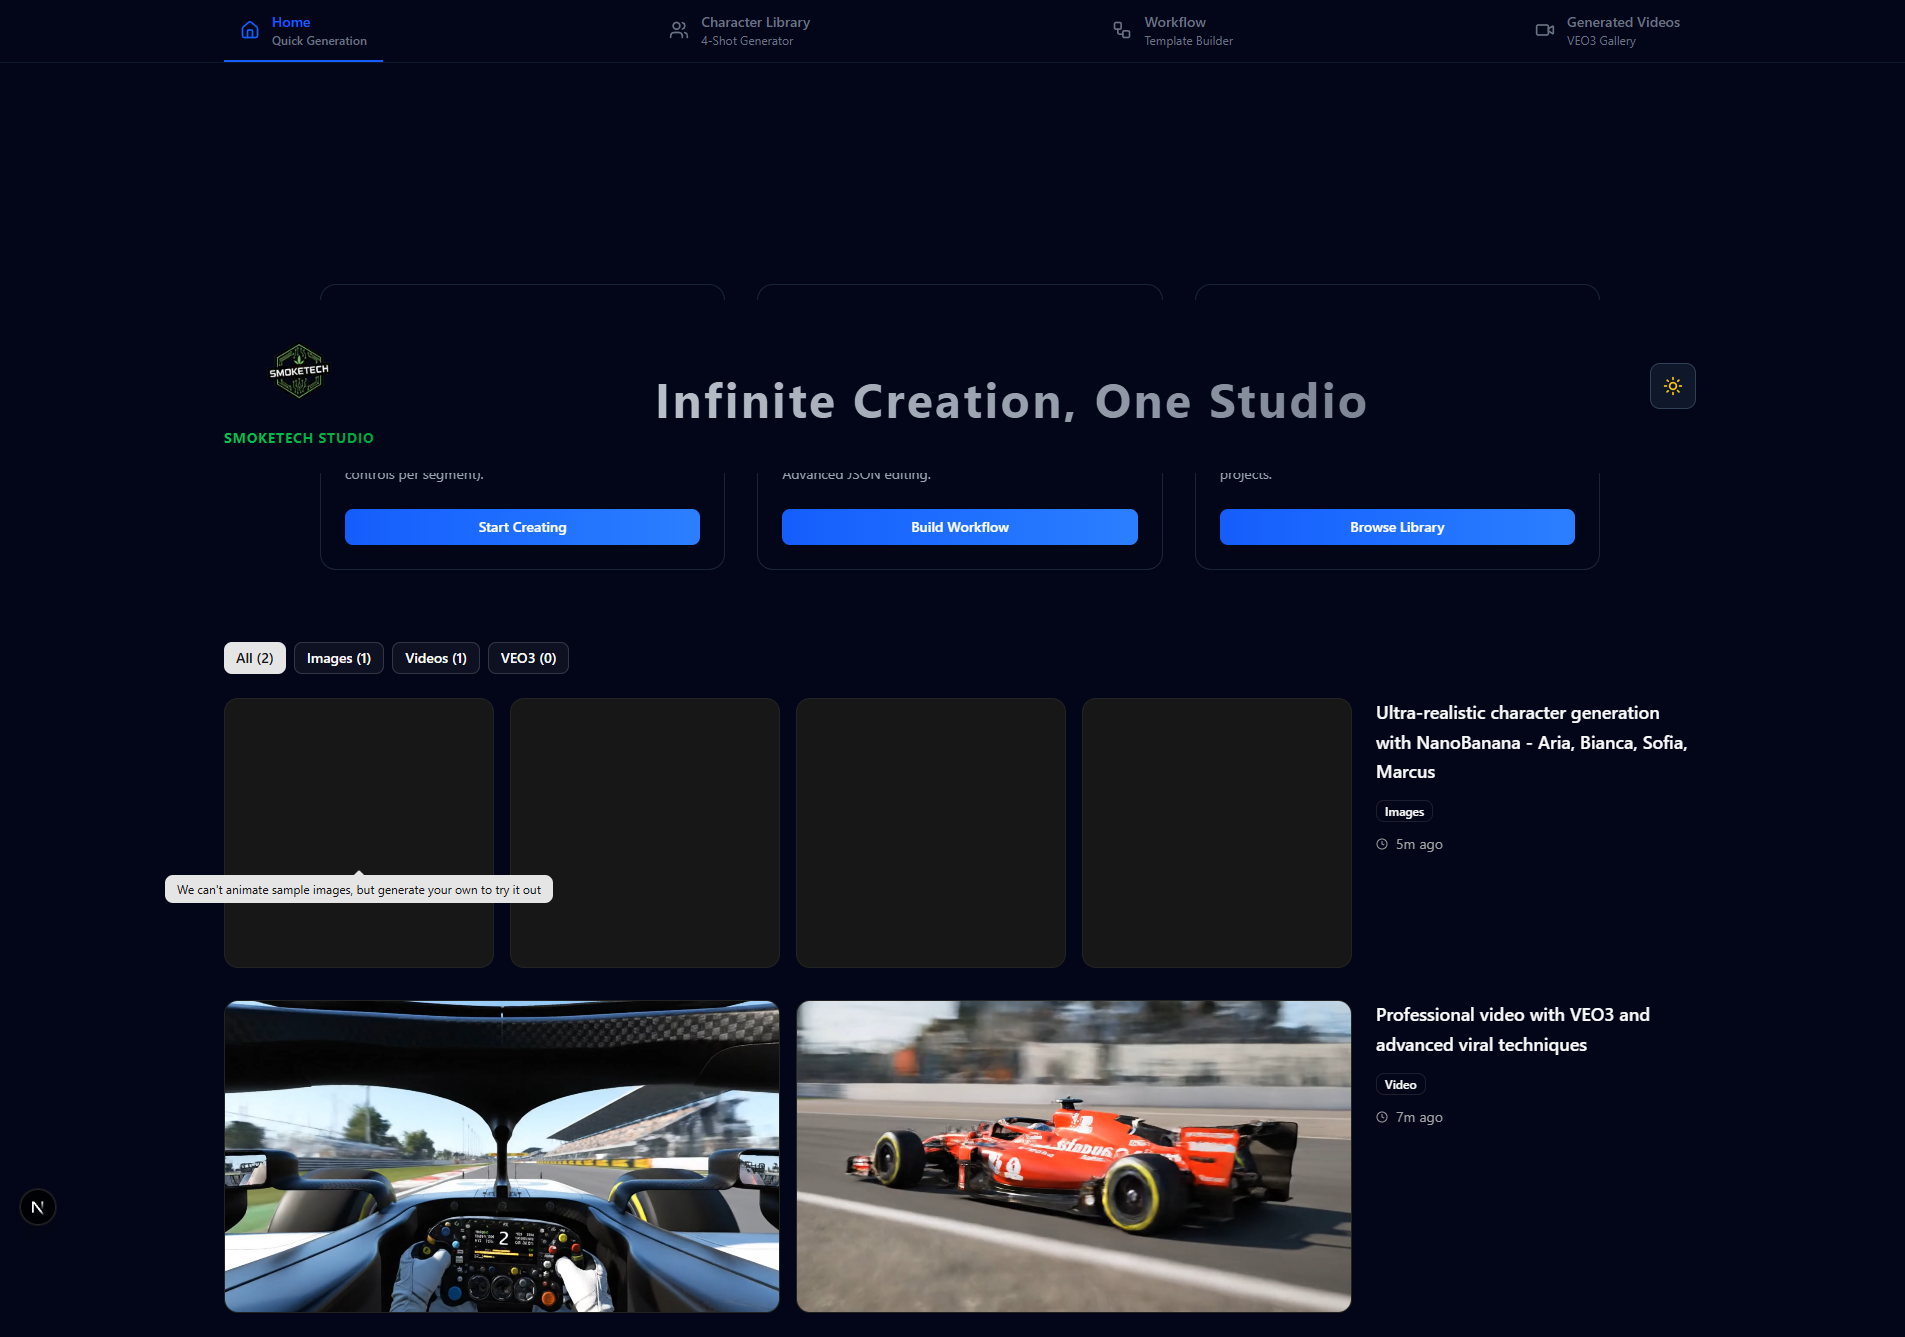 Home
Quick Generation
Character Library
4-Shot Generator
Workflow
Template Builder
Generated Videos
VEO3 Gallery
SMOKETECH
SMOKETECH STUDIO
Infinite Creation, One Studio
controls per segment).
Advanced JSON editing.
projects.
Start Creating
Build Workflow
Browse Library
All (2)
Images (1)
Videos (1)
VEO3 (0)
Ultra-realistic character generation
with NanoBanana - Aria, Bianca, Sofia,
Marcus
Images
5m ago
We can't animate sample images, but generate your own to try it out
Professional video with VEO3 and
advanced viral techniques
Video
7m ago
N
2